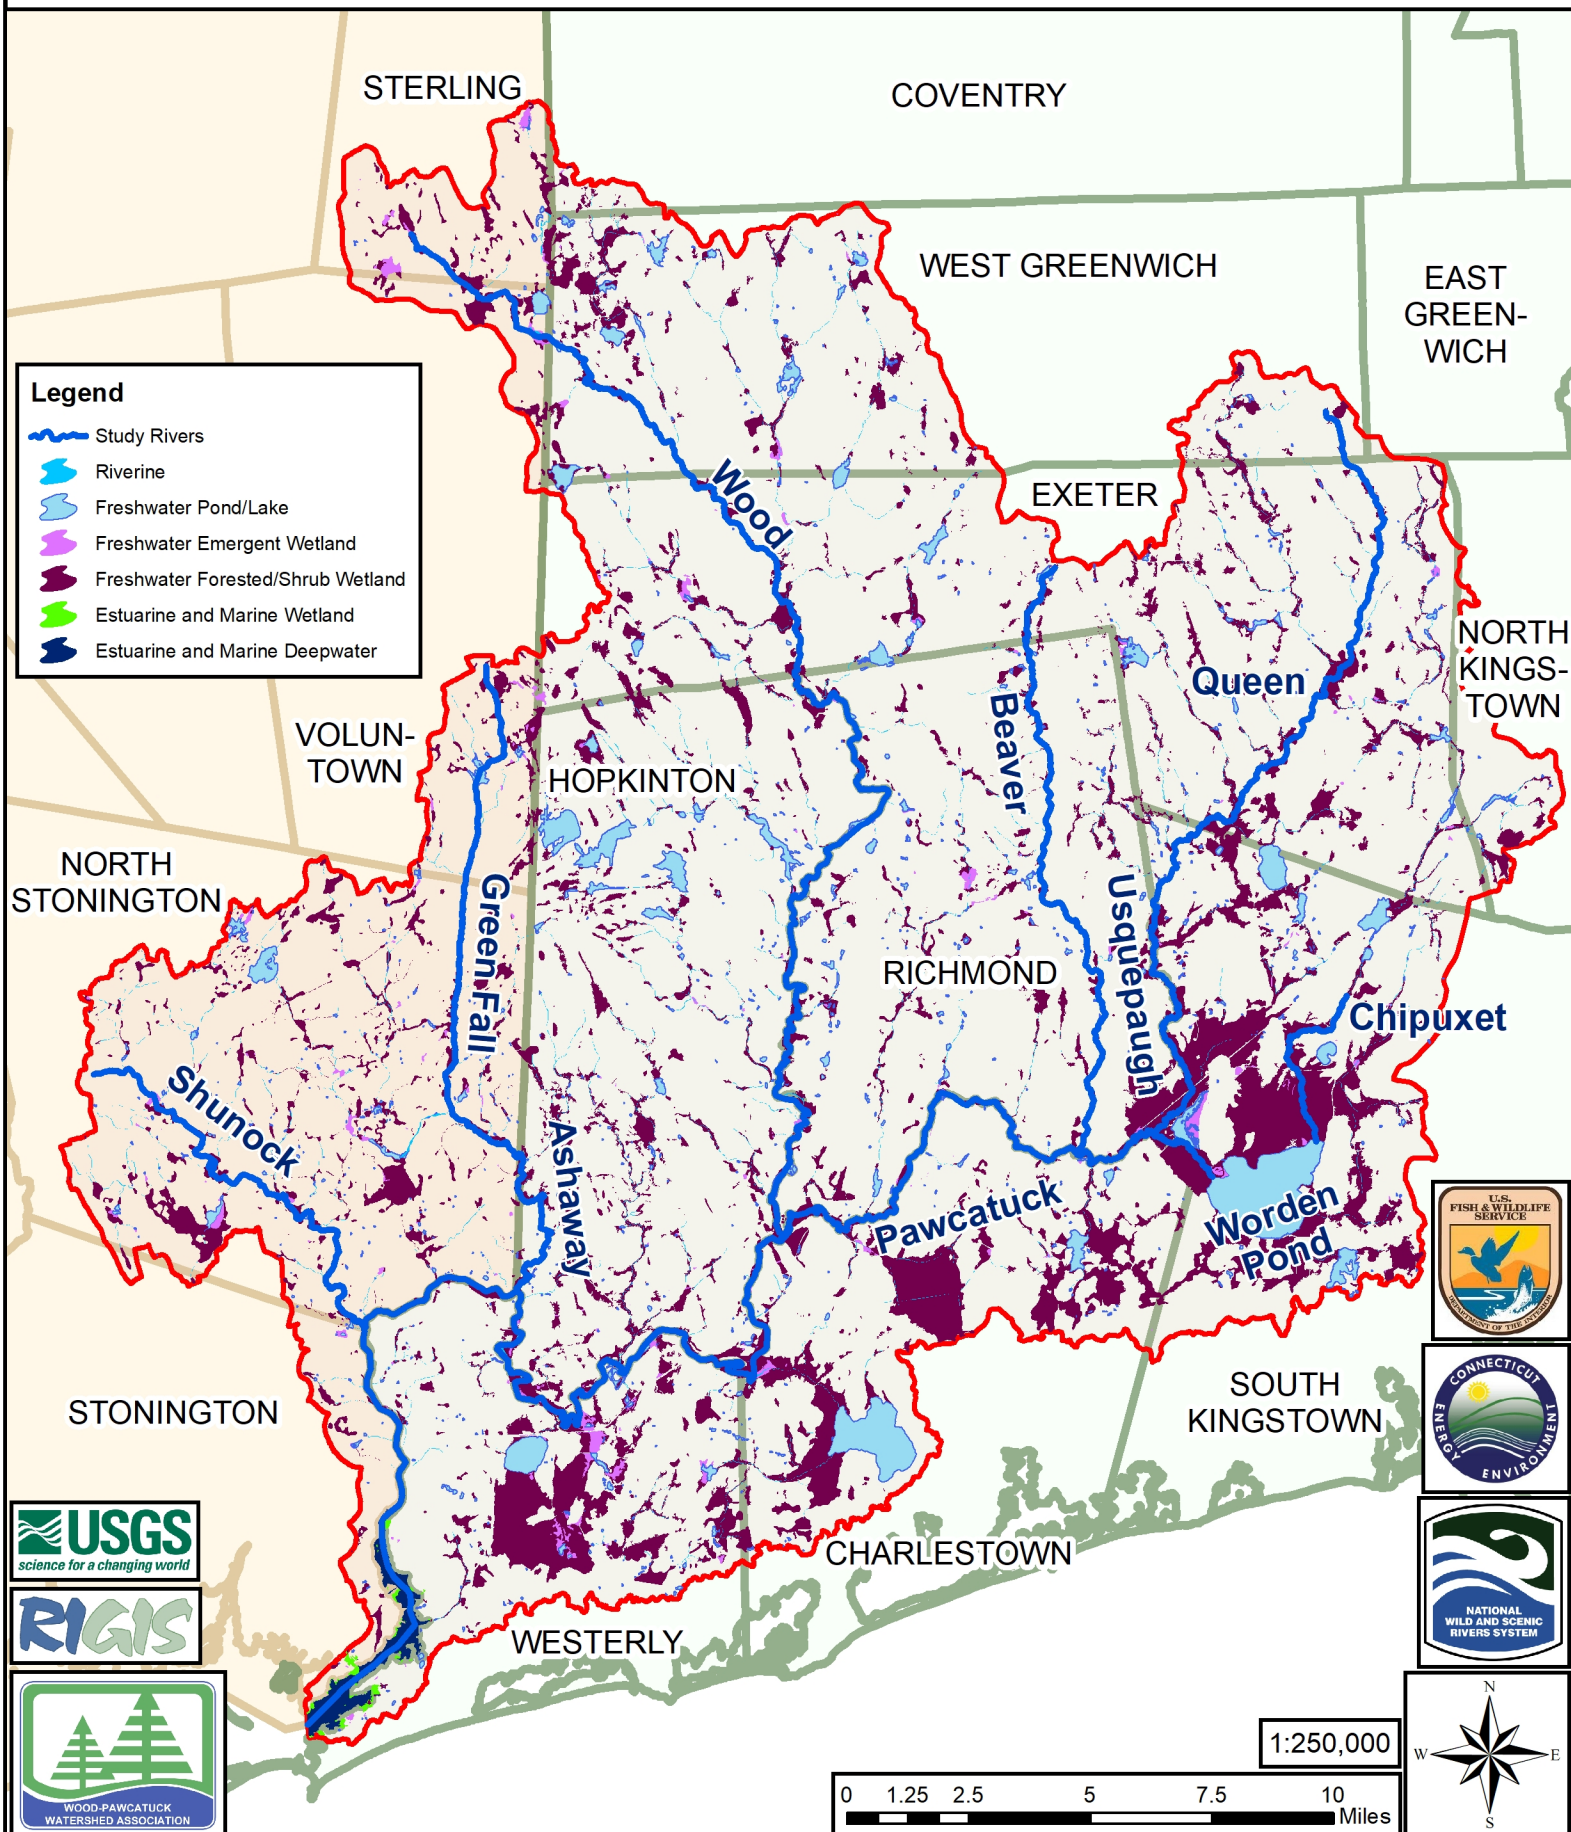 STERLING
COVENTRY
WEST GREENWICH
EAST
GREEN-
WICH
Legend
Study Rivers
Riverine
Freshwater Pond/Lake
Freshwater Emergent Wetland
Freshwater Forested/Shrub Wetland
Estuarine and Marine Wetland
Estuarine and Marine Deepwater
Wood
EXETER
NORTH
KINGS-
TOWN
Queen
Beaver
VOLUN-
TOWN
HOPKINTON
NORTH
STONINGTON
Green Fall
Usquepaugh
RICHMOND
Chipuxet
Shunock
Ashaway
Pawcatuck
Worden
Pond
U.S.
FISH & WILDLIFE
SERVICE
DEPARTMENT OF THE INTERIOR
STONINGTON
SOUTH
KINGSTOWN
CONNECTICUT
ENERGY
ENVIRONMENT
USGS
science for a changing world
CHARLESTOWN
RIGIS
NATIONAL
WILD AND SCENIC
RIVERS SYSTEM
WESTERLY
WOOD-PAWCATUCK
WATERSHED ASSOCIATION
1:250,000
N
W
E
S
0 1.25 2.5 5 7.5 10
Miles